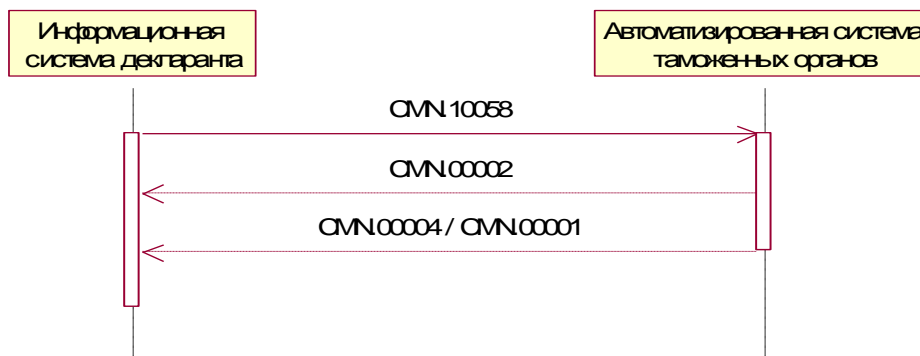 Информационная
система декларанта
Автоматизированная система
таможенных органов
CMN.10058
CMN.00002
CMN.00004 / CMN.00001